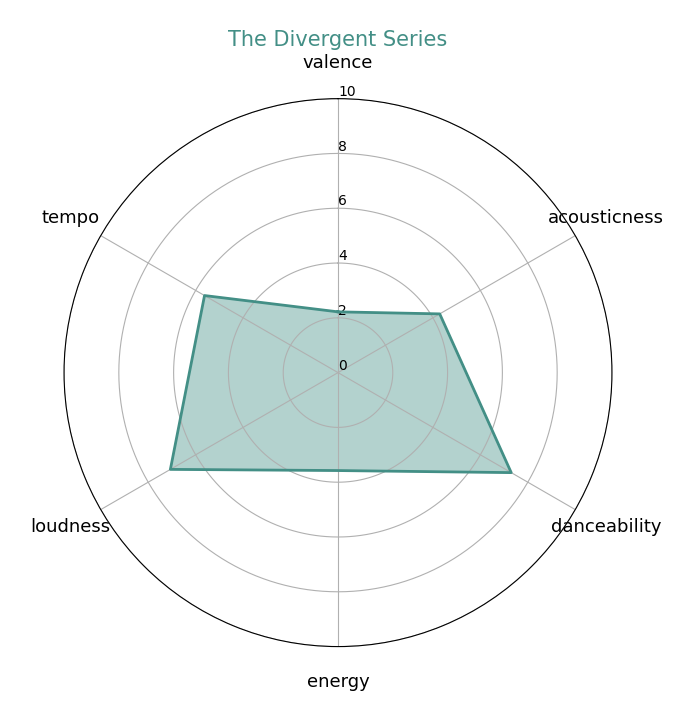 The Divergent Series
valence
10
8
tempo
6
acousticness
4
2
0
loudness
danceability
energy